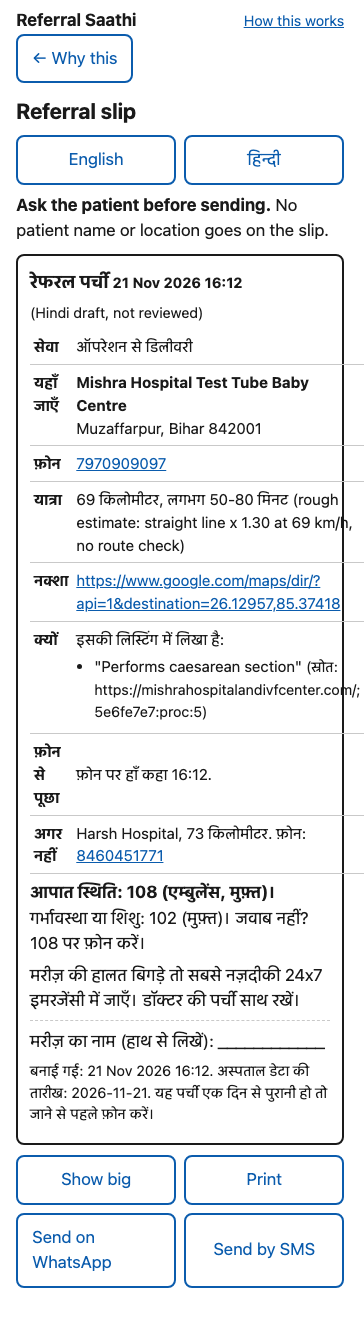 Referral Saathi
How this works
← Why this
Referral slip
English
हिन्दी
Ask the patient before sending. No
patient name or location goes on the slip.
रेफरल पर्ची 21 Nov 2026 16:12
(Hindi draft, not reviewed)
सेवा ऑपरेशन से डिलीवरी
यहाँ जाएँ Mishra Hospital Test Tube Baby
Centre
Muzaffarpur, Bihar 842001
फ़ोन 7970909097
यात्रा 69 किलोमीटर, लगभग 50-80 मिनट (rough
estimate: straight line x 1.30 at 69 km/h,
no route check)
नक्शा https://www.google.com/maps/dir/?
api=1&destination=26.12957,85.37418
क्यों इसकी लिस्टिंग में लिखा है:
• "Performs caesarean section" (स्रोत:
https://mishrahospitalandivfcenter.com/;
5e6fe7e7:proc:5)
फ़ोन
से
पूछा
फ़ोन पर हाँ कहा 16:12.
अगर नहीं Harsh Hospital, 73 किलोमीटर. फ़ोन:
8460451771
आपात स्थिति: 108 (एम्बुलेंस, मुफ़्त)।
गर्भावस्था या शिशु: 102 (मुफ़्त)। जवाब नहीं?
108 पर फ़ोन करें।
मरीज़ की हालत बिगड़े तो सबसे नज़दीकी 24x7
इमरजेंसी में जाएँ। डॉक्टर की पर्ची साथ रखें।
मरीज़ का नाम (हाथ से लिखें): ____________
बनाई गई: 21 Nov 2026 16:12. अस्पताल डेटा की
तारीख: 2026-11-21. यह पर्ची एक दिन से पुरानी हो तो
जाने से पहले फ़ोन करें।
Show big
Print
Send on
WhatsApp
Send by SMS